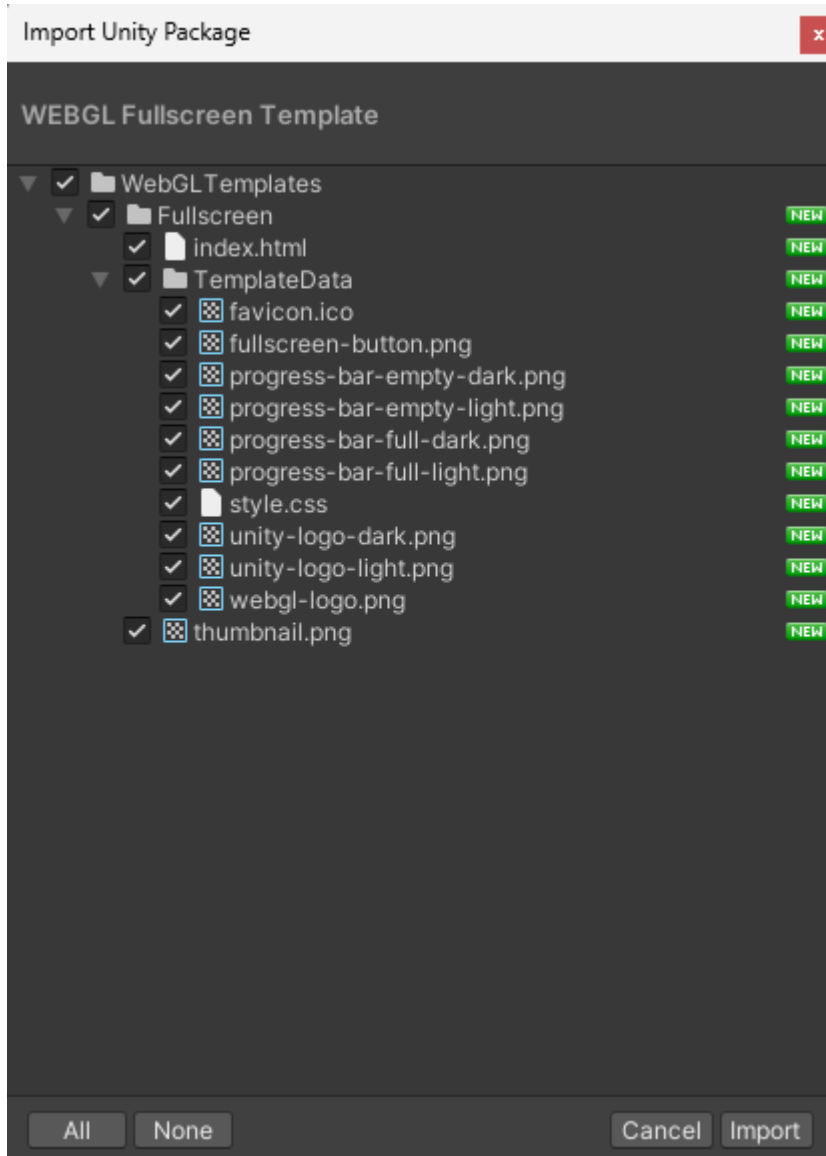 Import Unity Package
x
WEBGL Fullscreen Template
WebGLTemplates
Fullscreen NEW
index.html NEW
TemplateData NEW
favicon.ico NEW
fullscreen-button.png NEW
progress-bar-empty-dark.png NEW
progress-bar-empty-light.png NEW
progress-bar-full-dark.png NEW
progress-bar-full-light.png NEW
style.css NEW
unity-logo-dark.png NEW
unity-logo-light.png NEW
webgl-logo.png NEW
thumbnail.png NEW
All None Cancel Import